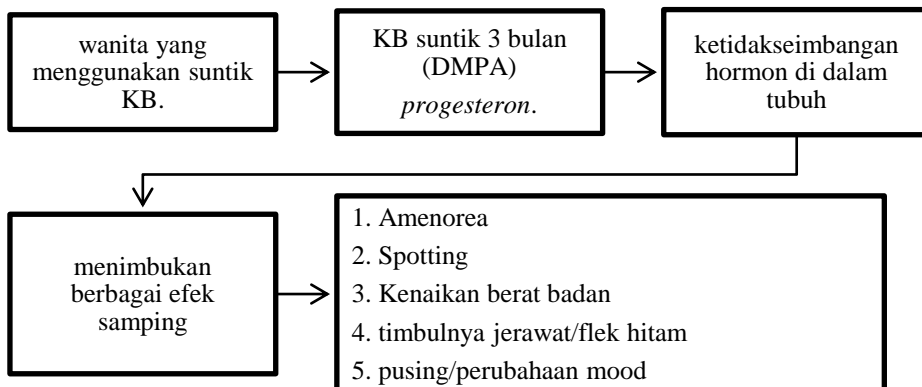 wanita yang
menggunakan suntik
KB.
KB suntik 3 bulan
(DMPA)
progesteron.
ketidakseimbangan
hormon di dalam
tubuh
menimbukan
berbagai efek
samping
1. Amenorea
2. Spotting
3. Kenaikan berat badan
4. timbulnya jerawat/flek hitam
5. pusing/perubahaan mood